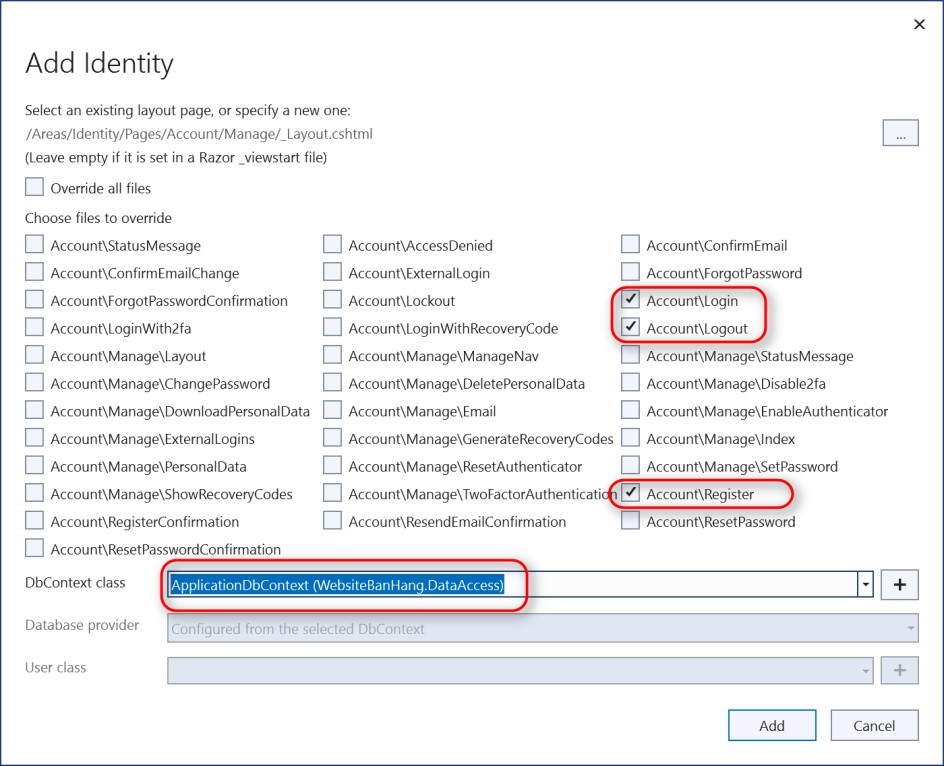 Add Identity
Select an existing layout page, or specify a new one:
/Areas/Identity/Pages/Account/Manage/_Layout.cshtml
...
(Leave empty if it is set in a Razor _viewstart file)
Override all files
Choose files to override
Account\StatusMessage Account\AccessDenied Account\ConfirmEmail
Account\ConfirmEmailChange Account\ExternalLogin Account\ForgotPassword
Account\ForgotPasswordConfirmation Account\Lockout Account\Login
Account\LoginWith2fa Account\LoginWithRecoveryCode Account\Logout
Account\Manage\Layout Account\Manage\ManageNav Account\Manage\StatusMessage
Account\Manage\ChangePassword Account\Manage\DeletePersonalData Account\Manage\Disable2fa
Account\Manage\DownloadPersonalData Account\Manage\Email Account\Manage\EnableAuthenticator
Account\Manage\ExternalLogins Account\Manage\GenerateRecoveryCodes Account\Manage\Index
Account\Manage\PersonalData Account\Manage\ResetAuthenticator Account\Manage\SetPassword
Account\Manage\ShowRecoveryCodes Account\Manage\TwoFactorAuthentication Account\Register
Account\RegisterConfirmation Account\ResendEmailConfirmation Account\ResetPassword
Account\ResetPasswordConfirmation
DbContext class ApplicationDbContext (WebsiteBanHang.DataAccess) +
Database provider Configured from the selected DbContext
User class +
Add Cancel